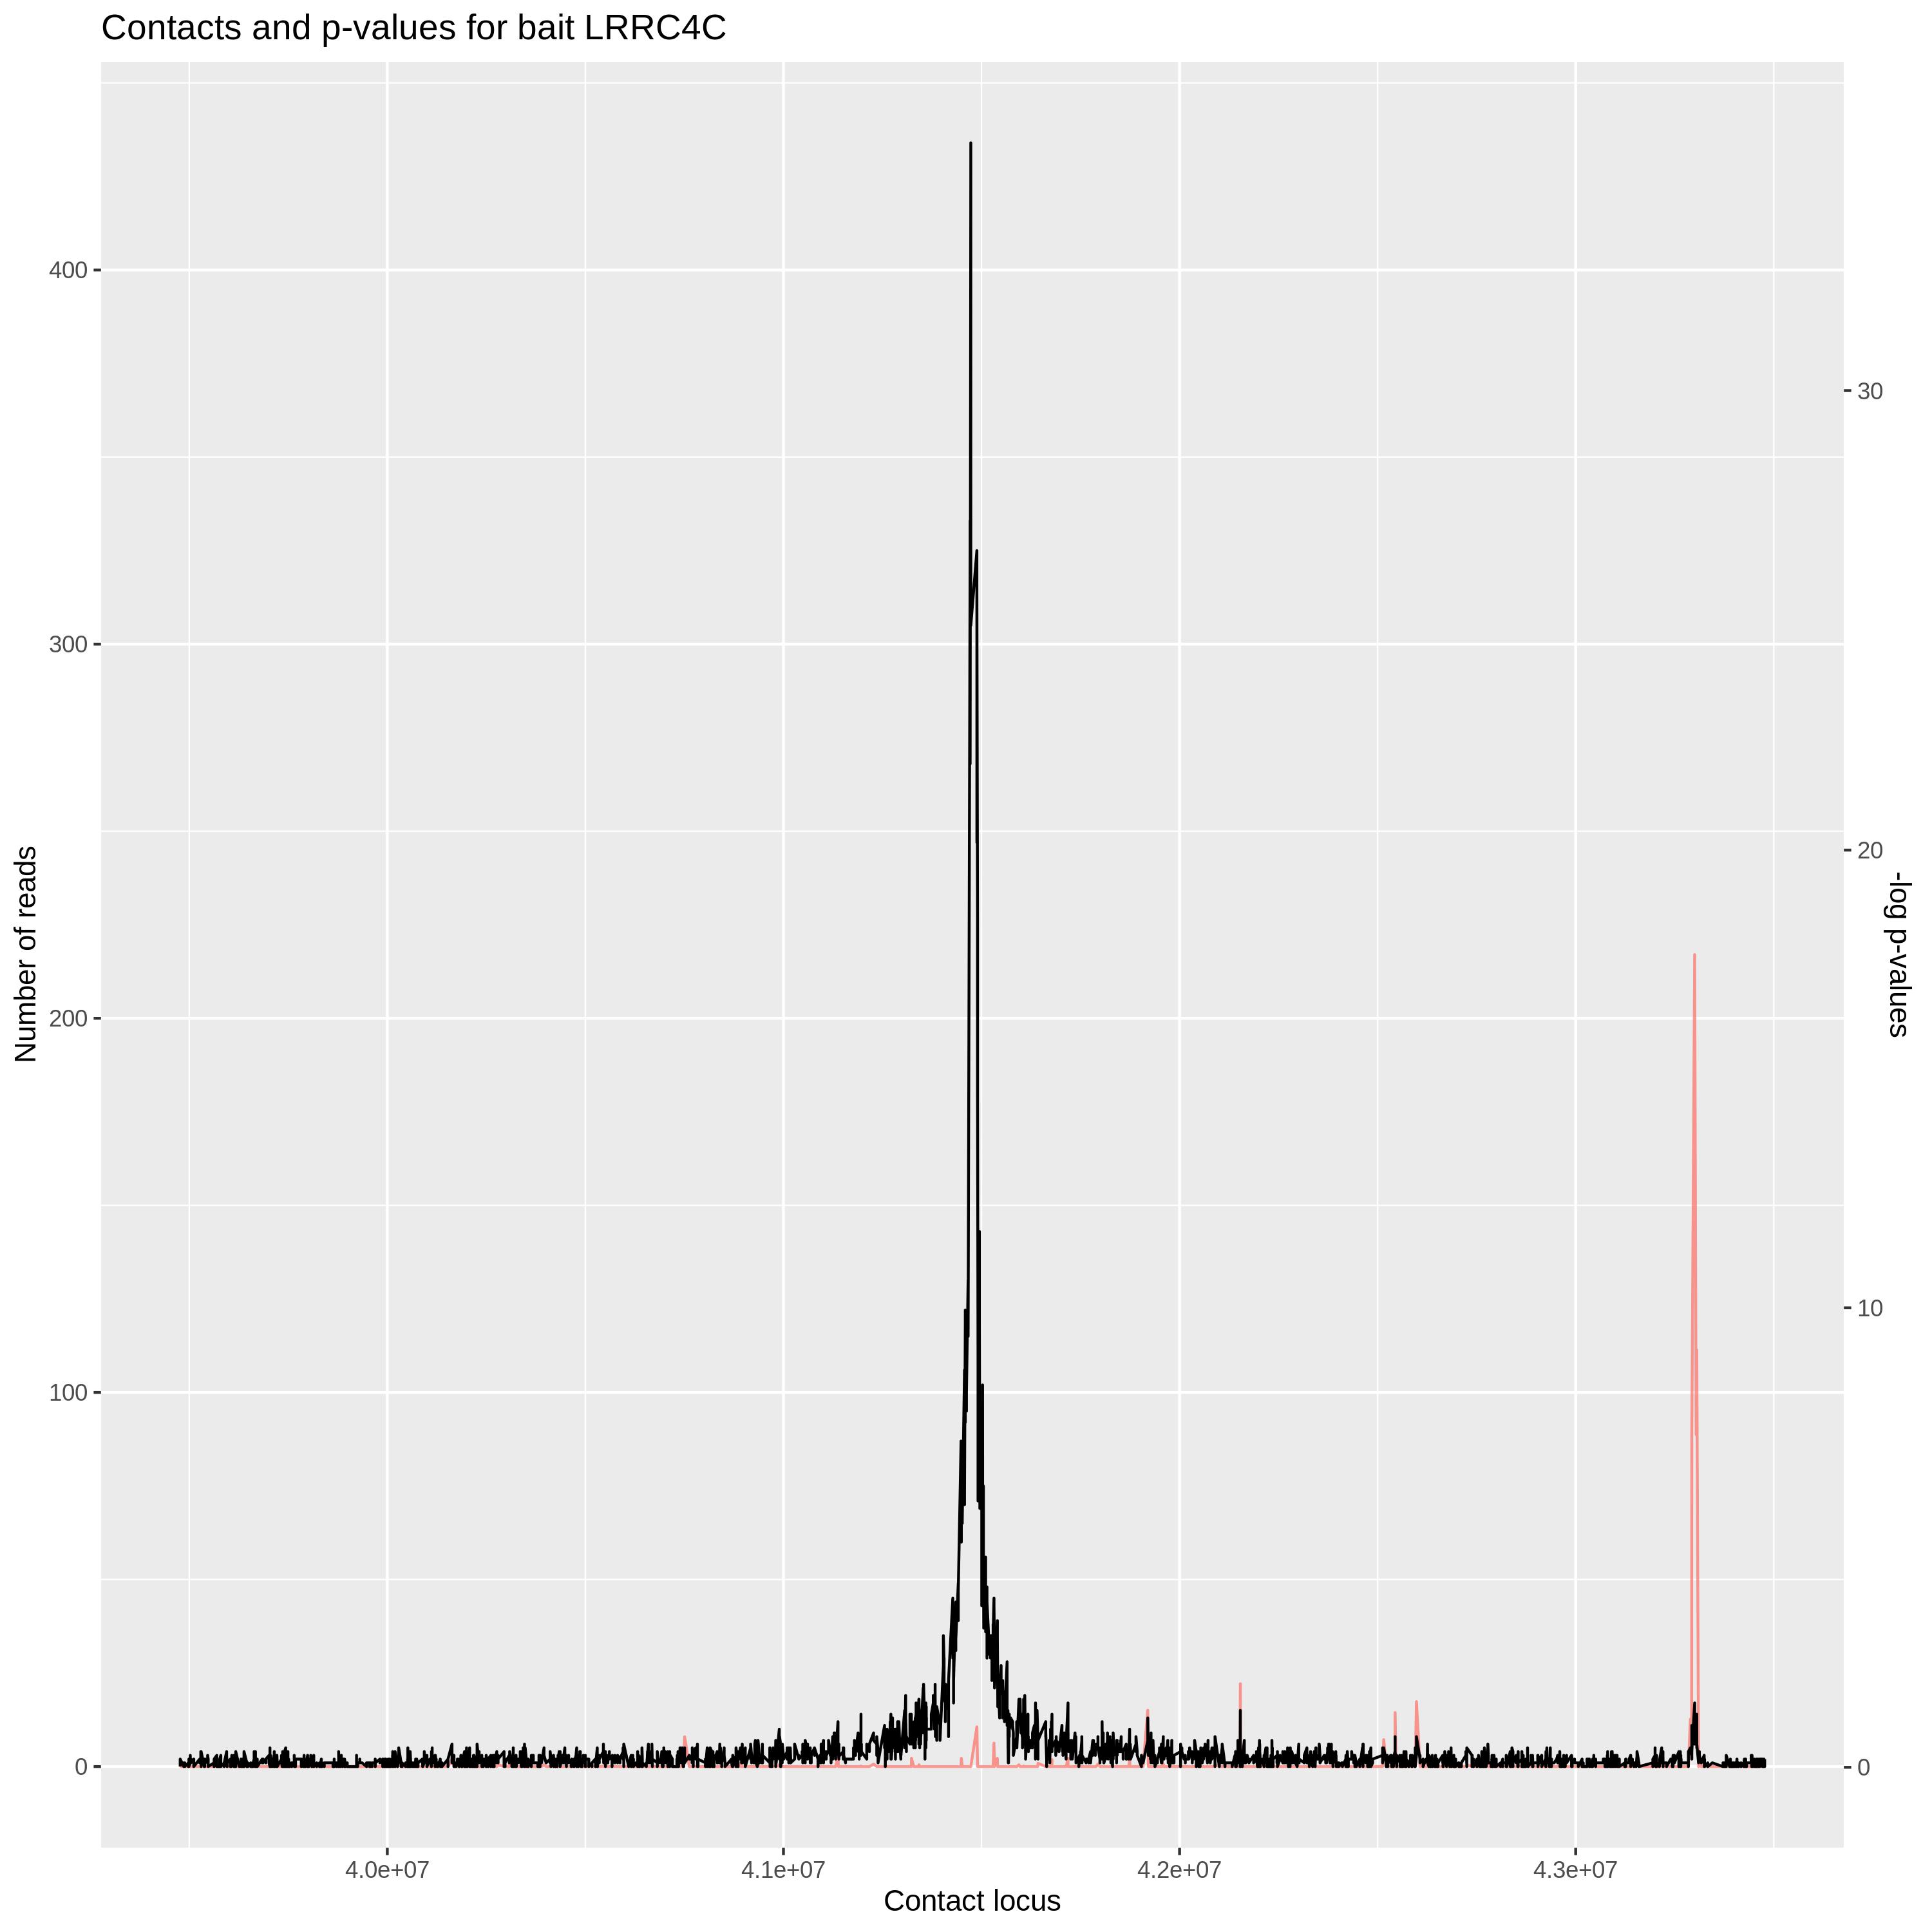 Contacts and p-values for bait LRRC4C
400
300
200
100
0
Number of reads
30
20
10
0
-log p-values
4.0e+07
4.1e+07
4.2e+07
4.3e+07
Contact locus